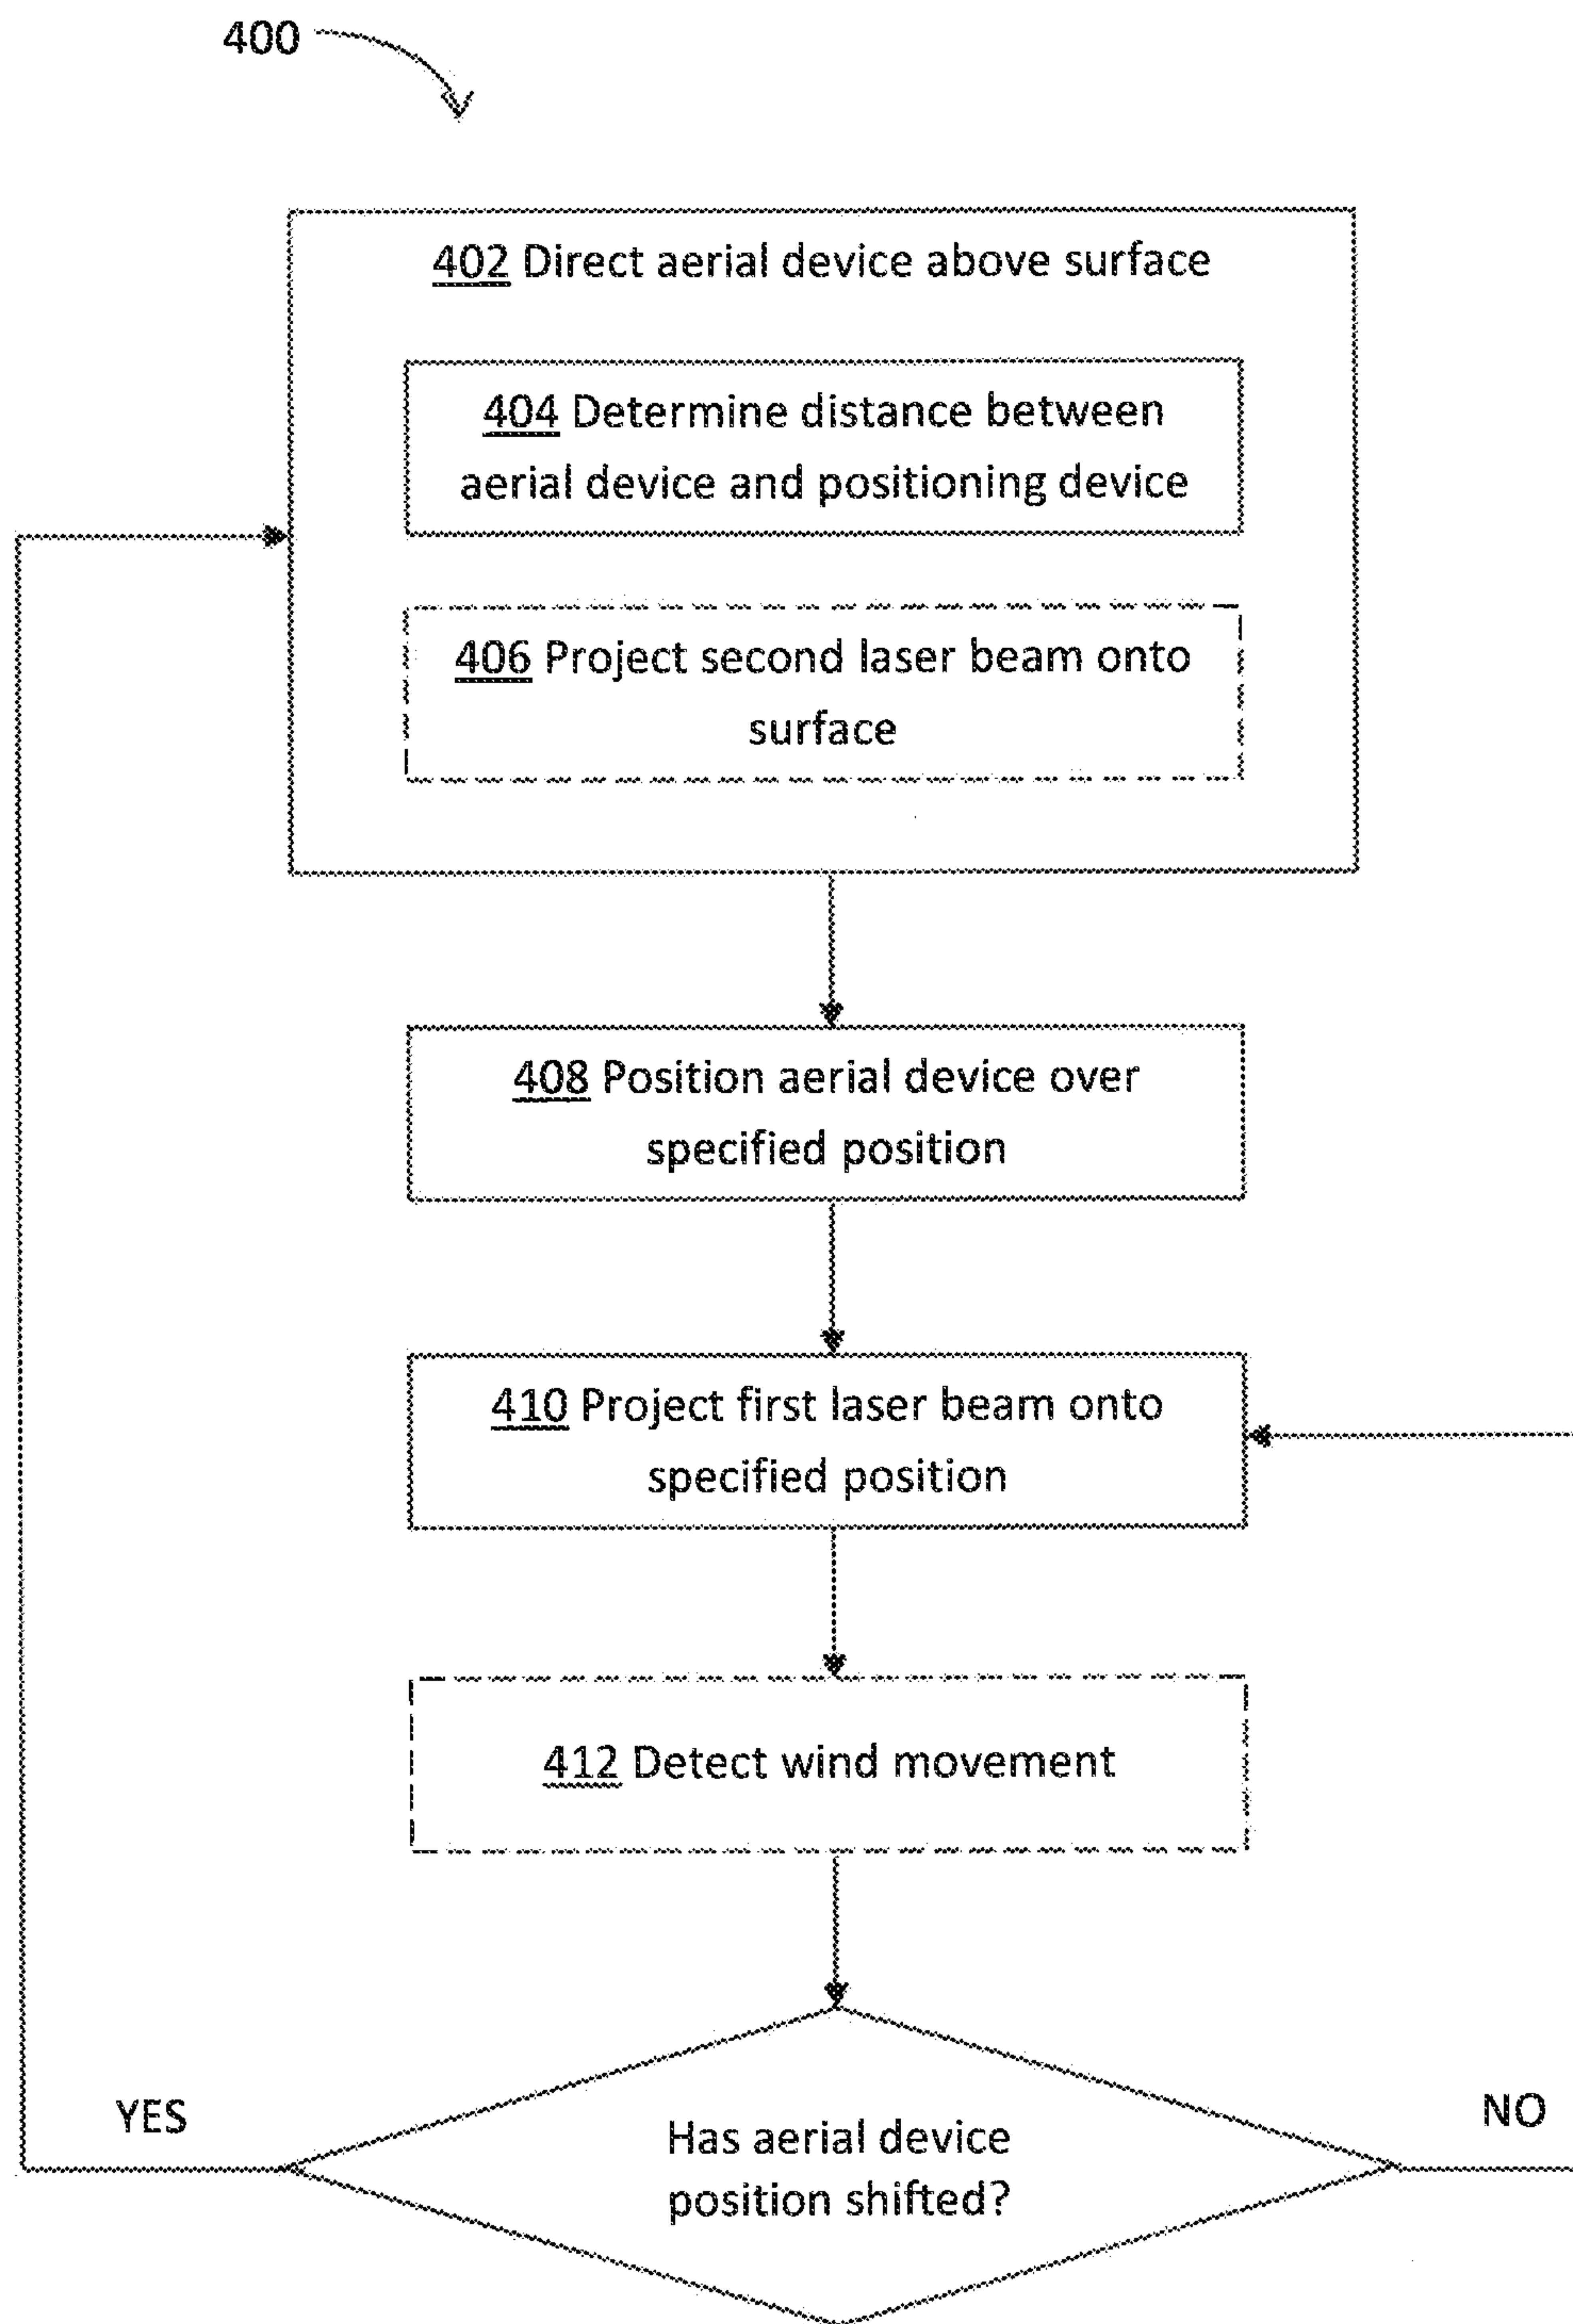 400
402 Direct aerial device above surface
404 Determine distance between
aerial device and positioning device
406 Project second laser beam onto
surface
408 Position aerial device over
specified position
410 Project first laser beam onto
specified position
412 Detect wind movement
YES
NO
Has aerial device
position shifted?